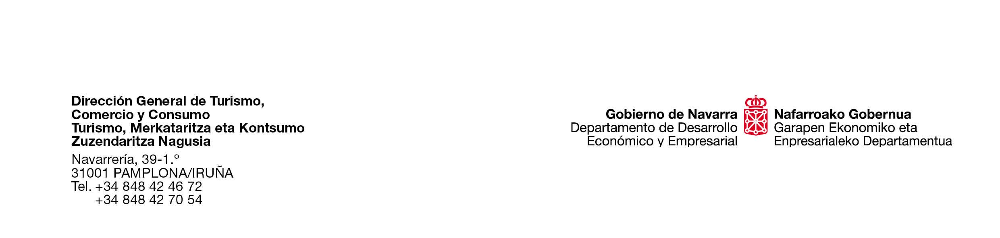 Dirección General de Turismo,
Comercio y Consumo
Turismo, Merkataritza eta Kontsumo
Zuzendaritza Nagusia
Navarrería, 39-1.º
31001 PAMPLONA/IRUÑA
Tel. +34 848 42 46 72
+34 848 42 70 54
Gobierno de Navarra
Departamento de Desarrollo
Económico y Empresarial
Nafarroako Gobernua
Garapen Ekonomiko eta
Enpresarialeko Departamentua